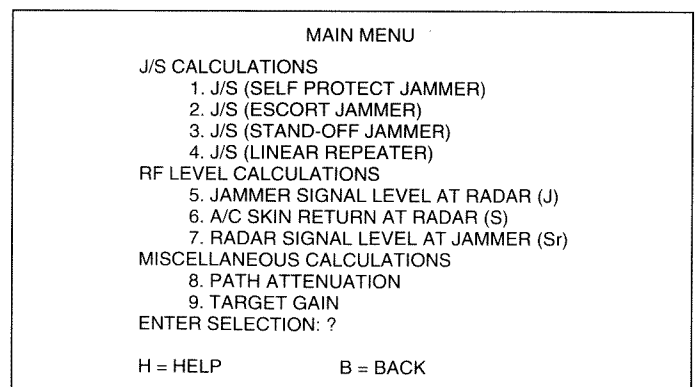 MAIN MENU
J/S CALCULATIONS
1. J/S (SELF PROTECT JAMMER)
2. J/S (ESCORT JAMMER)
3. J/S (STAND-OFF JAMMER)
4. J/S (LINEAR REPEATER)
RF LEVEL CALCULATIONS
5. JAMMER SIGNAL LEVEL AT RADAR (J)
6. A/C SKIN RETURN AT RADAR (S)
7. RADAR SIGNAL LEVEL AT JAMMER (Sr)
MISCELLANEOUS CALCULATIONS
8. PATH ATTENUATION
9. TARGET GAIN
ENTER SELECTION: ?
H = HELP B = BACK